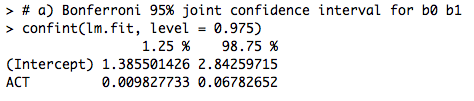 > # a) Bonferroni 95% joint confidence interval for b0 b1
> confint(lm.fit, level = 0.975)
                 1.25 %    98.75 %
(Intercept) 1.385501426 2.84259715
ACT         0.009827733 0.06782652